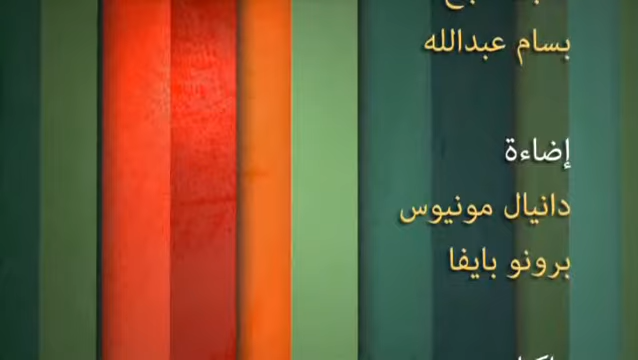 بسام عبدالله
إضاءة
دانيال مونيوس
برونو بايفا